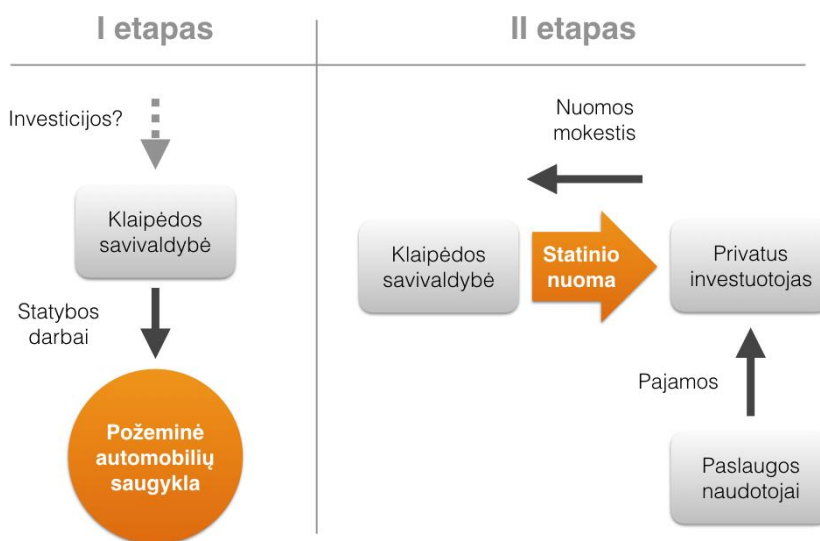 I etapas
II etapas
Investicijos?
Klaipėdos
savivaldybė
Statybos
darbai
Požeminė
automobilių
saugykla
Nuomos
mokestis
Klaipėdos
savivaldybė
Statinio
nuoma
Privatus
investuotojas
Pajamos
Paslaugos
naudotojai